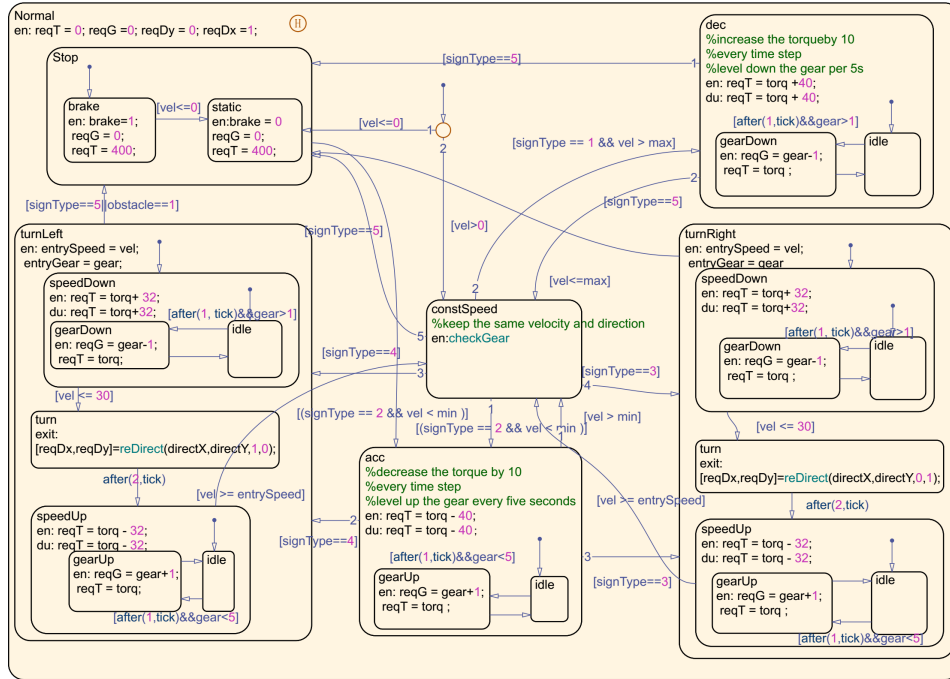 Normal
en: reqT = 0; reqG =0; reqDy = 0; reqDx =1;
H
Stop
brake
en: brake=1;
reqG = 0;
reqT = 400;
[vel<=0]
static
en:brake = 0
reqG = 0;
reqT = 400;
[signType==5]
1
[vel<=0]
1
2
dec
%increase the torqueby 10
%every time step
%level down the gear per 5s
en: reqT = torq +40;
du: reqT = torq + 40;
[after(1,tick)&&gear>1]
gearDown
en: reqG = gear-1;
reqT = torq ;
idle
[signType == 1 && vel > max]
2
[signType==5]
[signType==5||obstacle==1]
[signType==5]
[vel>0]
[vel<=max]
turnLeft
en: entrySpeed = vel;
entryGear = gear;
speedDown
en: reqT = torq+ 32;
du: reqT = torq+32;
[after(1, tick)&&gear>1]
gearDown
en: reqG = gear-1;
reqT = torq;
idle
[vel <= 30]
turn
exit:
[reqDx,reqDy]=reDirect(directX,directY,1,0);
after(2,tick)
speedUp
en: reqT = torq - 32;
du: reqT = torq - 32;
gearUp
en: reqG = gear+1;
reqT = torq;
idle
[after(1,tick)&&gear<5]
2
constSpeed
%keep the same velocity and direction
en:checkGear
5
3
4
1
[signType==4]
[signType==3]
[(signType == 2 && vel < min )]
[(signType == 2 && vel < min )]
[vel > min]
1
[vel >= entrySpeed]
[vel >= entrySpeed]
acc
%decrease the torque by 10
%every time step
%level up the gear every five seconds
en: reqT = torq - 40;
du: reqT = torq - 40;
2
[signType==4]
3
[signType==3]
[after(1,tick)&&gear<5]
gearUp
en: reqG = gear+1;
reqT = torq ;
idle
turnRight
en: entrySpeed = vel;
entryGear = gear
speedDown
en: reqT = torq+ 32;
du: reqT = torq+32;
[after(1, tick)&&gear>1]
gearDown
en: reqG = gear-1;
reqT = torq ;
idle
[vel <= 30]
turn
exit:
[reqDx,reqDy]=reDirect(directX,directY,0,1);
after(2,tick)
speedUp
en: reqT = torq - 32;
du: reqT = torq - 32;
gearUp
en: reqG = gear+1;
reqT = torq ;
idle
[after(1,tick)&&gear<5]